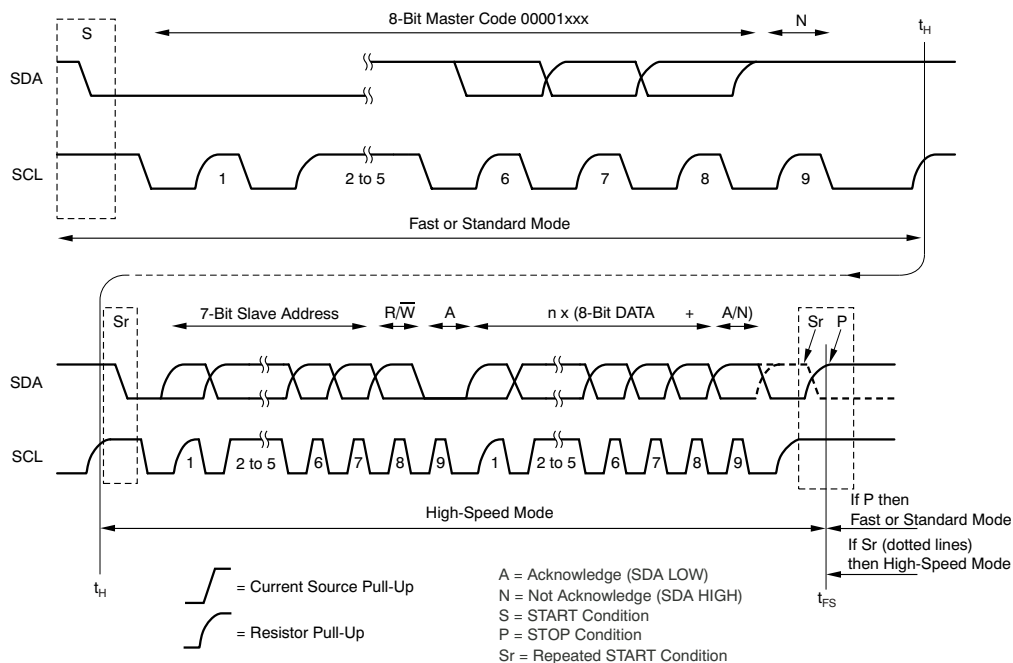 8-Bit Master Code 00001xxx
N
S
tH
SDA
SCL
1
2 to 5
6
7
8
9
Fast or Standard Mode
Sr
7-Bit Slave Address
R/W
A
n x (8-Bit DATA
+
A/N)
Sr
P
SDA
SCL
1
2 to 5
6
7
8
9
1
2 to 5
6
7
8
9
High-Speed Mode
If P then
Fast or Standard Mode
If Sr (dotted lines)
then High-Speed Mode
tH
tFS
= Current Source Pull-Up
= Resistor Pull-Up
A = Acknowledge (SDA LOW)
N = Not Acknowledge (SDA HIGH)
S = START Condition
P = STOP Condition
Sr = Repeated START Condition